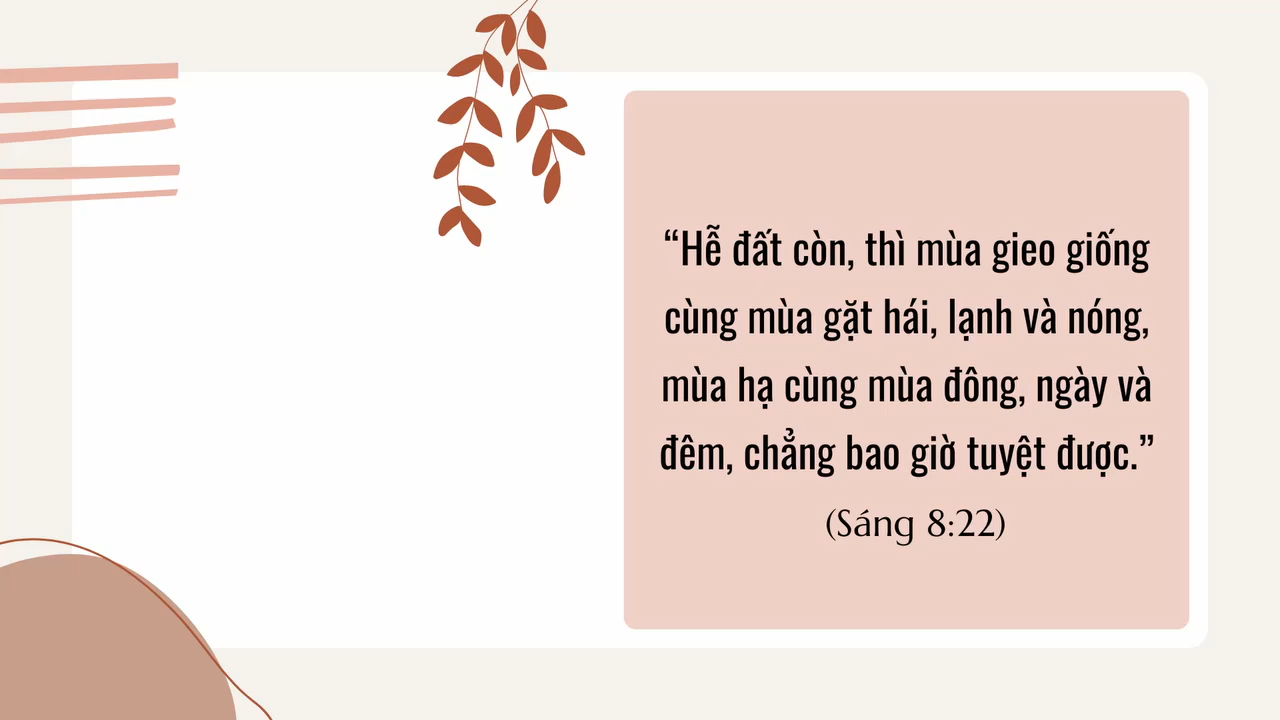 “Hễ đất còn, thì mùa gieo giống
cùng mùa gặt hái, lạnh và nóng,
mùa hạ cùng mùa đông, ngày và
đêm, chẳng bao giờ tuyệt được.”
(Sáng 8:22)